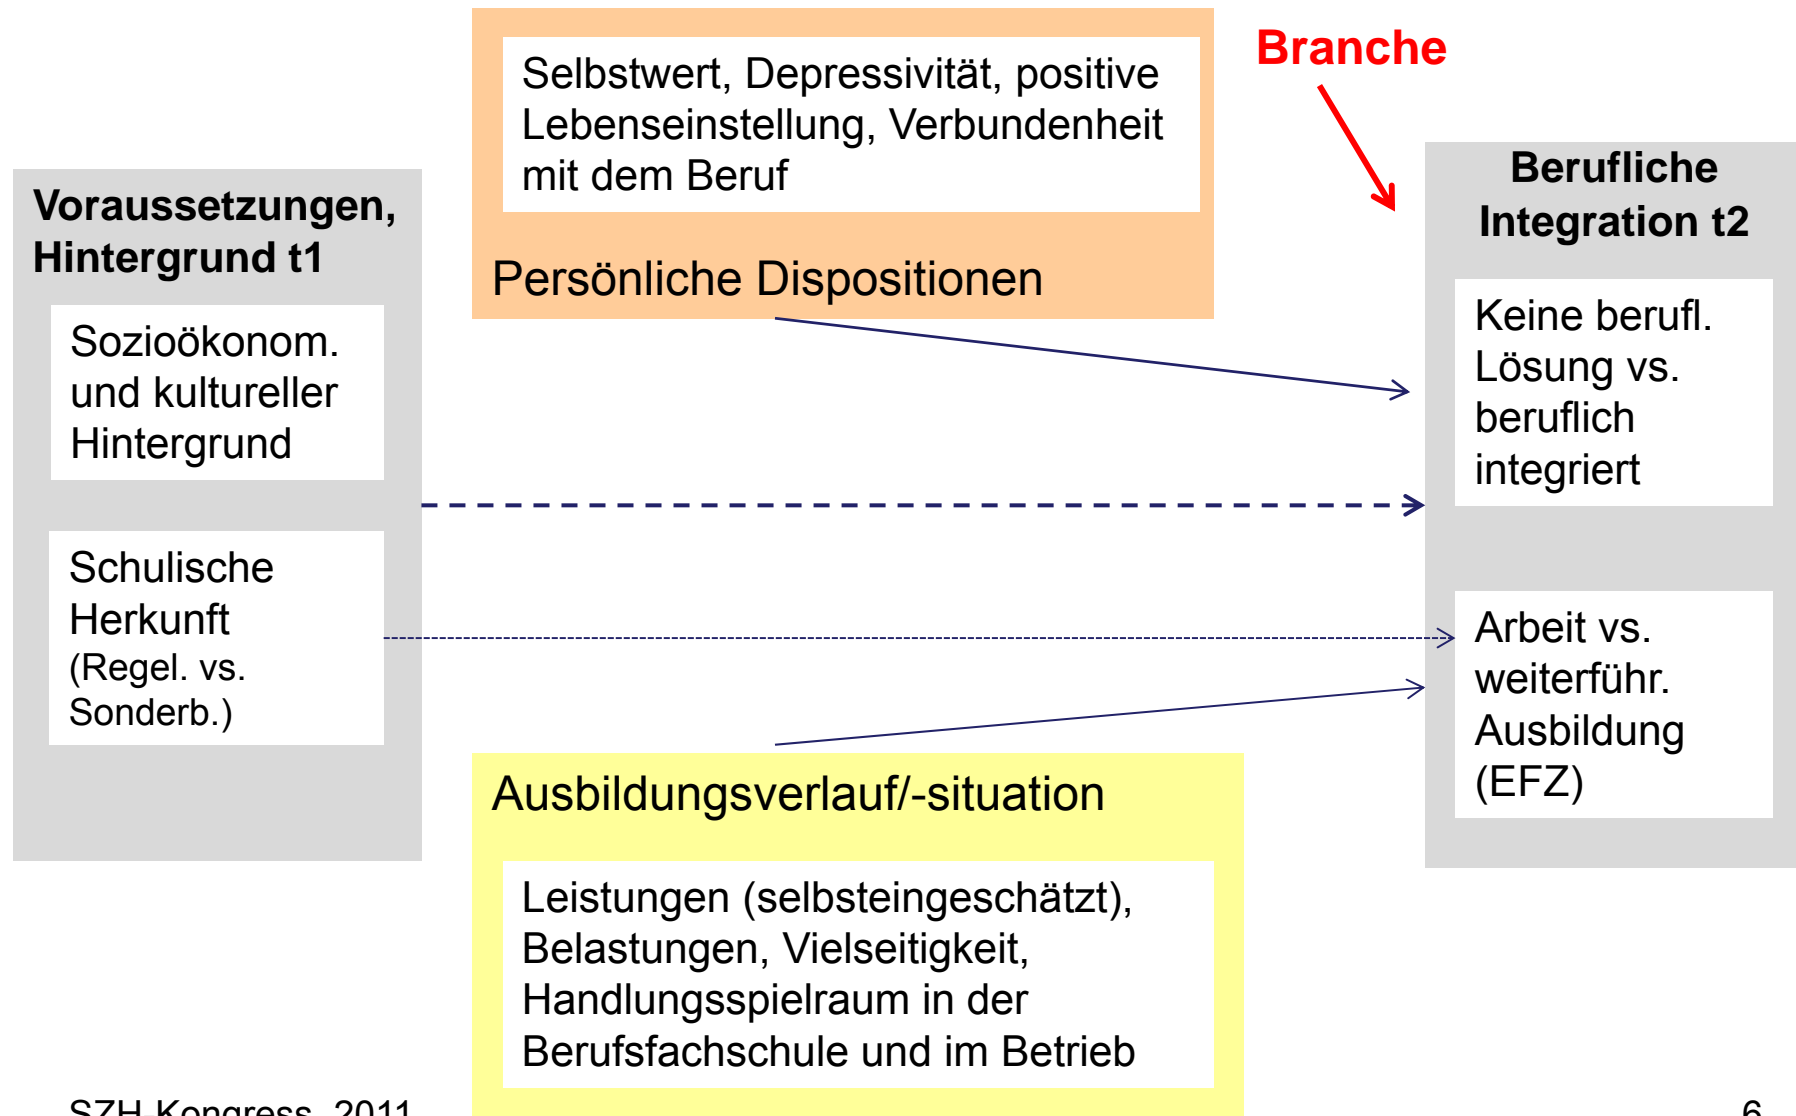 Selbstwert, Depressivität, positive
Lebenseinstellung, Verbundenheit
mit dem Beruf
Persönliche Dispositionen
Branche
Voraussetzungen,
Hintergrund t1
Sozioökonom.
und kultureller
Hintergrund
Schulische
Herkunft
(Regel. vs.
Sonderb.)
Berufliche
Integration t2
Keine berufl.
Lösung vs.
beruflich
integriert
Arbeit vs.
weiterführ.
Ausbildung
(EFZ)
Ausbildungsverlauf/-situation
Leistungen (selbsteingeschätzt),
Belastungen, Vielseitigkeit,
Handlungsspielraum in der
Berufsfachschule und im Betrieb
SZH-Kongress, 2011
6